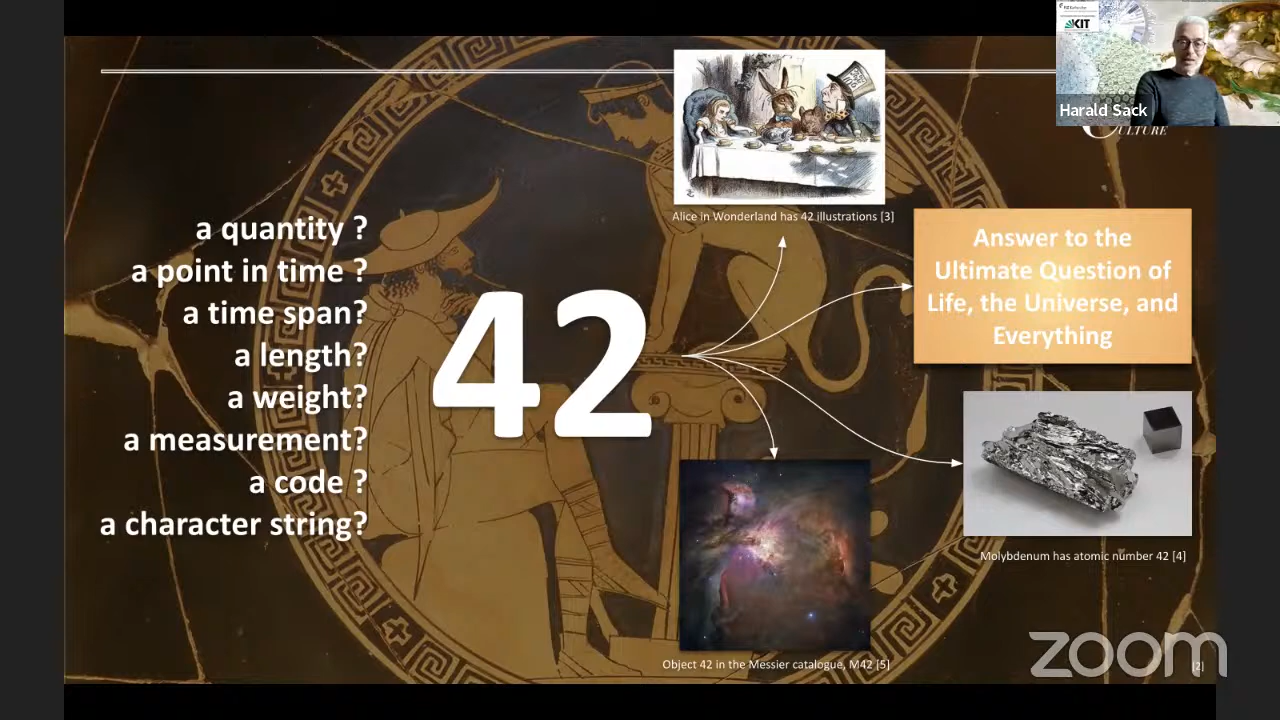 KIT
Harald Sack
CULTURE
a quantity ?
a point in time ?
a time span?
a length?
a weight?
a measurement?
a code ?
a character string?
42
Alice in Wonderland has 42 illustrations [3]
Answer to the
Ultimate Question of
Life, the Universe, and
Everything
Molybdenum has atomic number 42 [4]
Object 42 in the Messier catalogue, M42 [5]
zoom
[2]